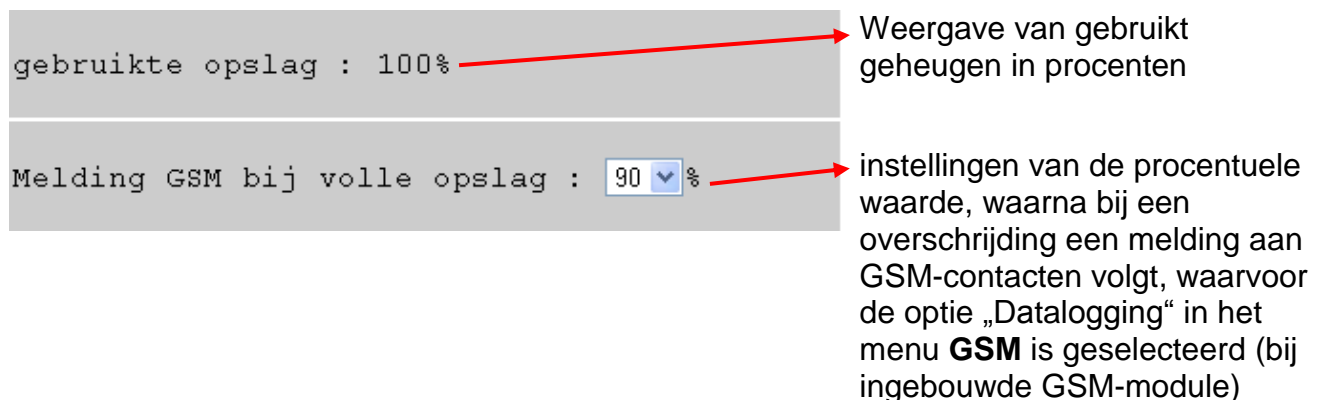 gebruikte opslag : 100%
Weergave van gebruikt
geheugen in procenten
Melding GSM bij volle opslag : 90 %
instellingen van de procentuele
waarde, waarna bij een
overschrijding een melding aan
GSM-contacten volgt, waarvoor
de optie „Datalogging“ in het
menu GSM is geselecteerd (bij
ingebouwde GSM-module)